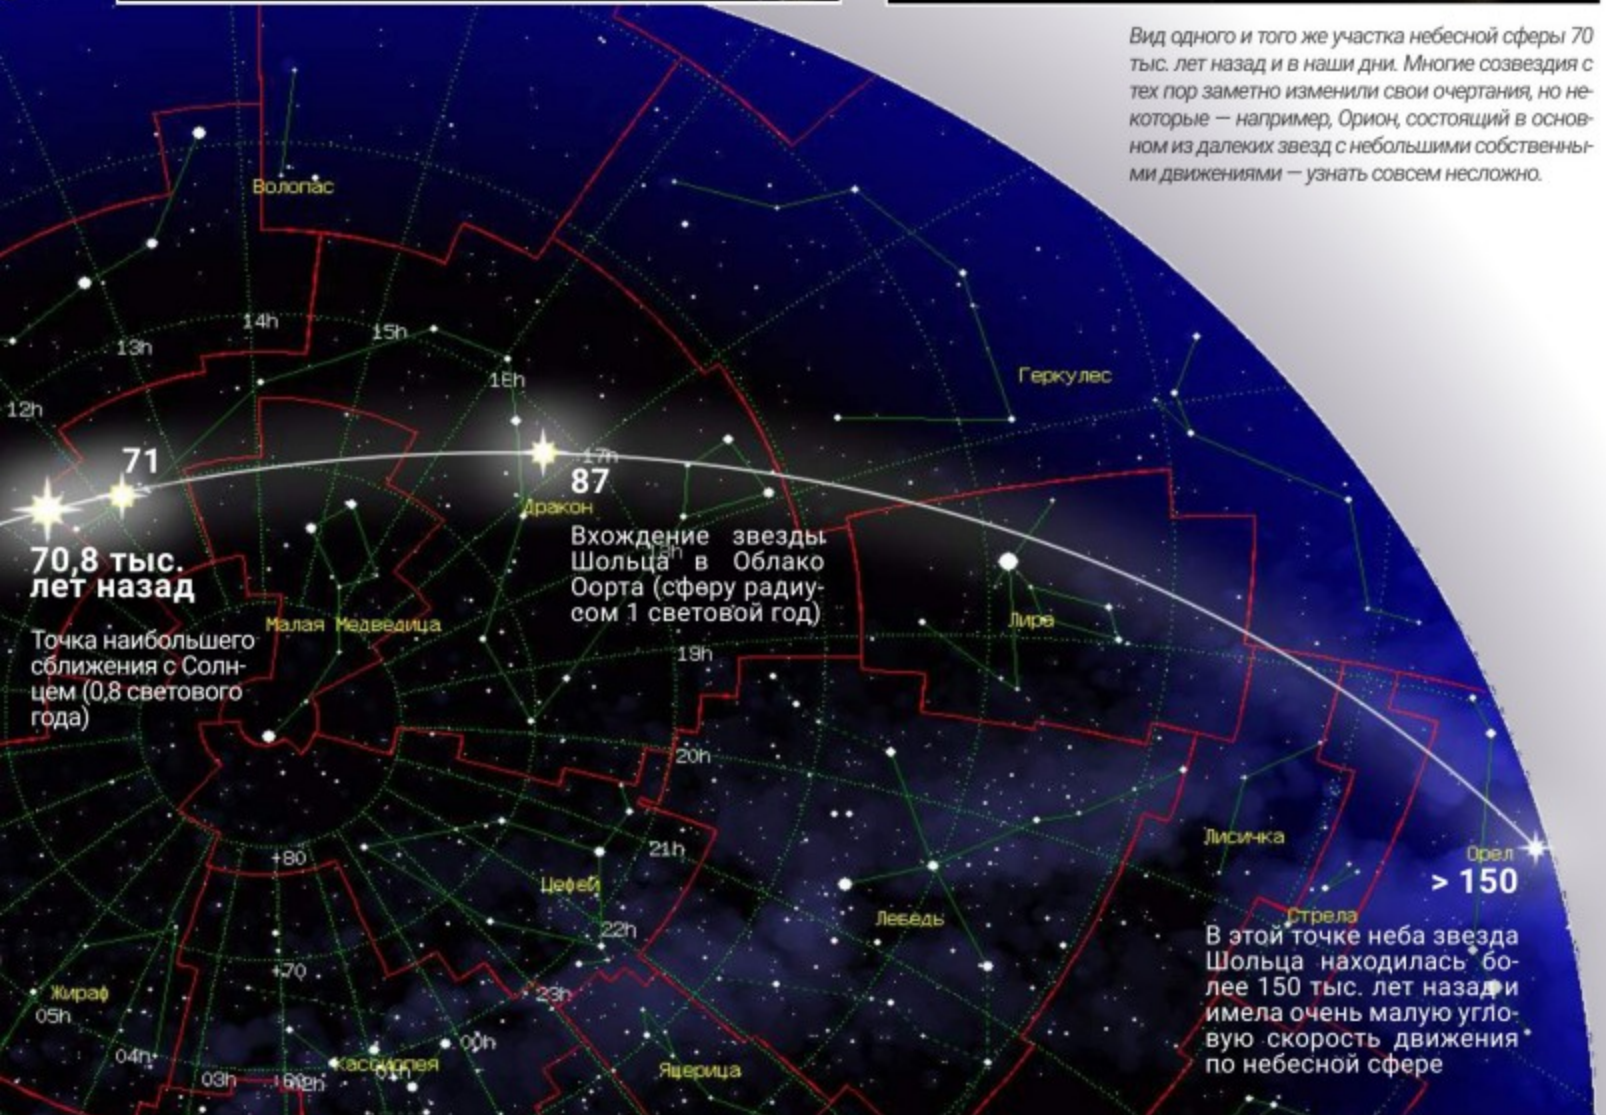 Вид одного и того же участка небесной сферы 70
тыс. лет назад и в наши дни. Многие созвездия с
тех пор заметно изменили свои очертания, но не-
которые — например, Орион, состоящий в основ-
ном из далеких звезд с небольшими собственны-
ми движениями — узнать совсем несложно.
Волопас
14h
15h
13h
16h
Геркулес
12h
71
17h
87
Дракон
Вхождение звезды
Шольца в Облако
Оорта (сферу радиу-
сом 1 световой год)
18h
70,8 тыс.
лет назад
Точка наибольшего
сближения с Солн-
цем (0,8 светового
года)
Малая Медведица
Лира
19h
20h
21h
+80
Лисичка
Орел
> 150
Цефей
Лебедь
Стрела
В этой точке неба звезда
Шольца находилась бо-
лее 150 тыс. лет назад и
имела очень малую угло-
вую скорость движения
по небесной сфере
22h
+70
Жираф
23h
05h
00h
04h
Кассиопея
Ящерица
03h